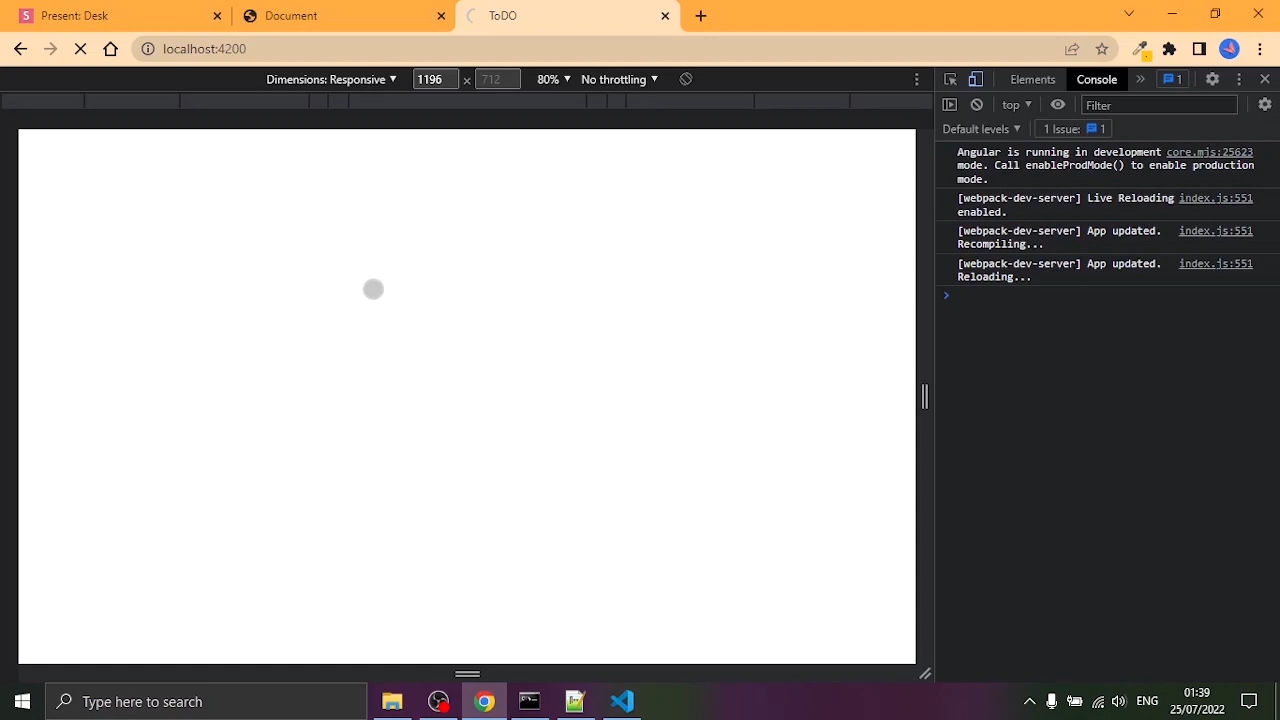 S Present: Desk
Document
ToDO
localhost:4200
Dimensions: Responsive 1196 × 712 80% No throttling
Elements Console » 1
top Filter
Default levels 1 Issue: 1
Angular is running in development core.mjs:25623
mode. Call enableProdMode() to enable production
mode.
[webpack-dev-server] Live Reloading index.js:551
enabled.
[webpack-dev-server] App updated. index.js:551
Recompiling...
[webpack-dev-server] App updated. index.js:551
Reloading...
Type here to search
ENG
01:39
25/07/2022